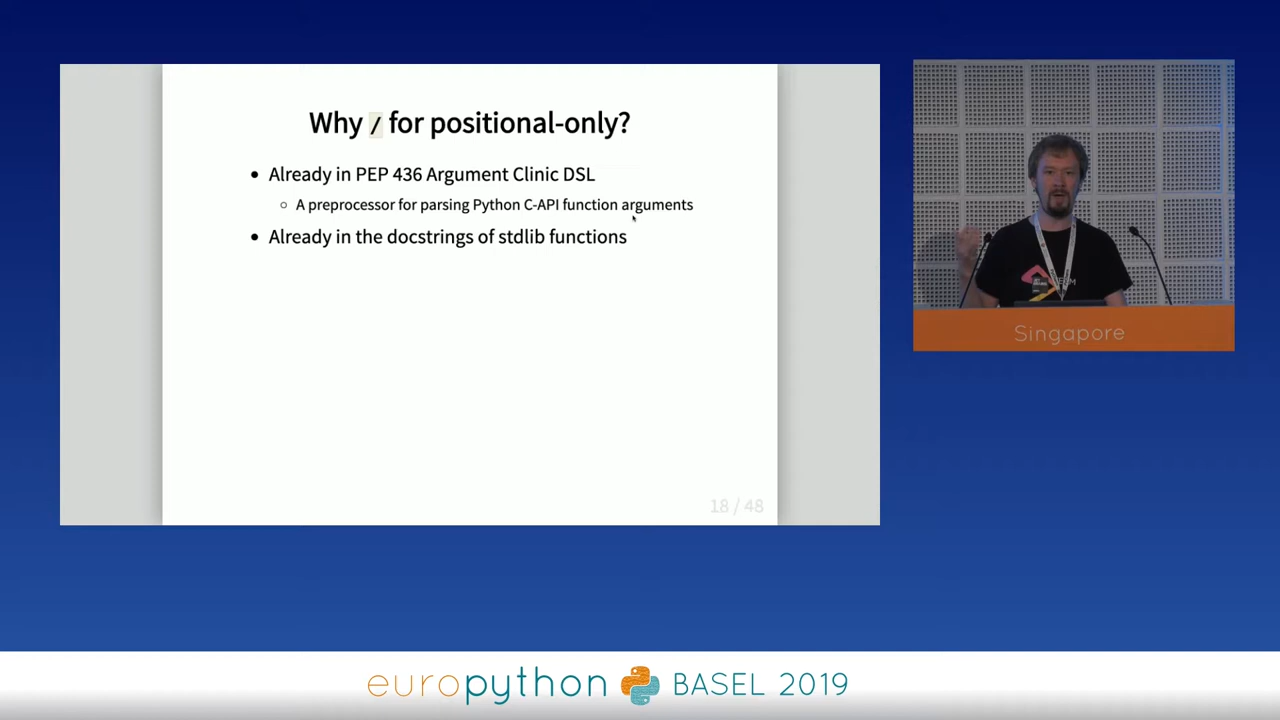 Why / for positional-only?
Already in PEP 436 Argument Clinic DSL
A preprocessor for parsing Python C-API function arguments
Already in the docstrings of stdlib functions
18 / 48
Singapore
europython BASEL 2019